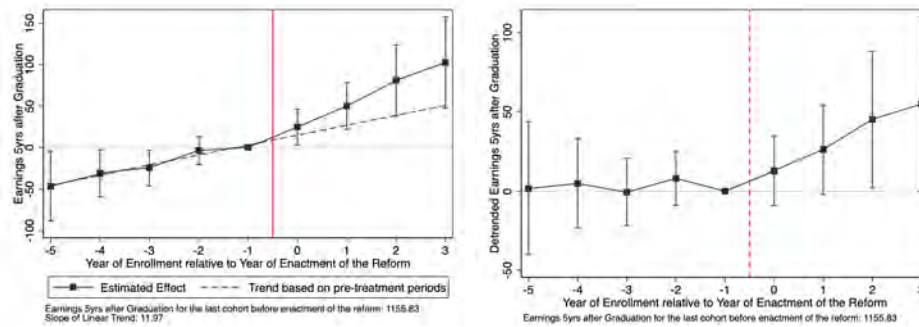 Earnings 5yrs after Graduation
150
100
50
0
-50
-100
-5 -4 -3 -2 -1 0 1 2 3
Year of Enrollment relative to Year of Enactment of the Reform
Estimated Effect Trend based on pre-treatment periods
Earnings 5yrs after Graduation for the last cohort before enactment of the reform: 1155.83
Slope of Linear Trend: 11.97
Detrended Earnings 5yrs after Graduation
100
50
0
-50
-5 -4 -3 -2 -1 0 1 2 3
Year of Enrollment relative to Year of Enactment of the Reform
Earnings 5yrs after Graduation for the last cohort before enactment of the reform: 1155.83